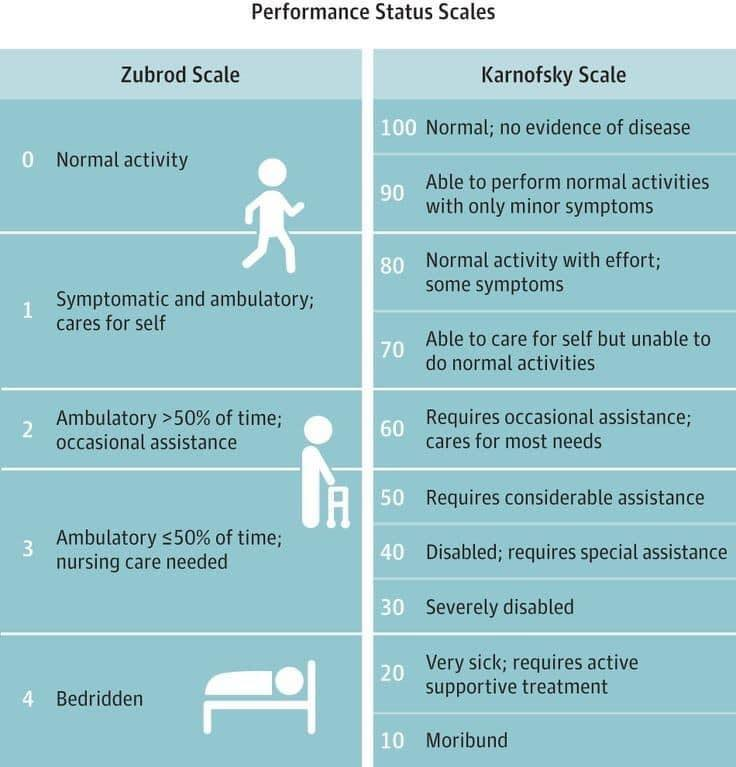 Performance Status Scales
Zubrod Scale
0 Normal activity
1 Symptomatic and ambulatory;
cares for self
2 Ambulatory >50% of time;
occasional assistance
3 Ambulatory ≤50% of time;
nursing care needed
4 Bedridden
Karnofsky Scale
100 Normal; no evidence of disease
90 Able to perform normal activities
with only minor symptoms
80 Normal activity with effort;
some symptoms
70 Able to care for self but unable to
do normal activities
60 Requires occasional assistance;
cares for most needs
50 Requires considerable assistance
40 Disabled; requires special assistance
30 Severely disabled
20 Very sick; requires active
supportive treatment
10 Moribund